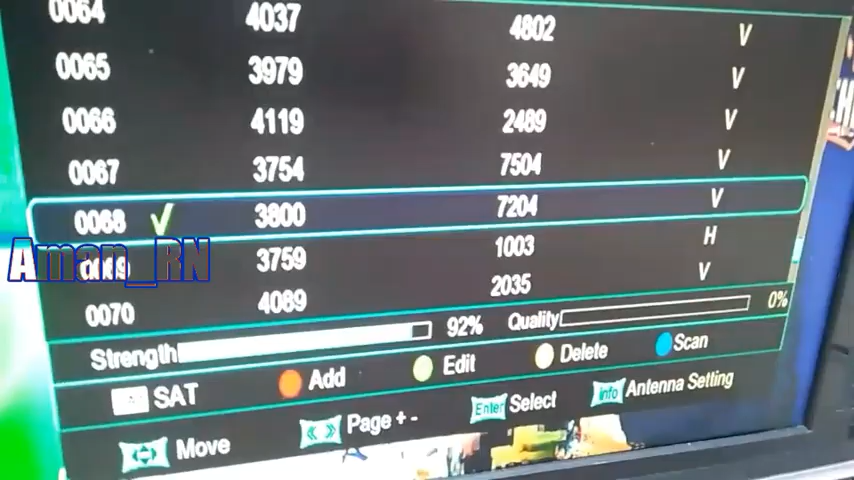 0064 4037 4802 V
0065 3979 3649 V
0066 4119 2489 V
0067 3754 7504 V
0068 3800 7204 V
0069 3759 1003 H
Aman_RN
0070 4089 2035 V
Strength 92% Quality 0%
SAT Add Edit Delete Scan
Move Page + - Enter Select Info Antenna Setting